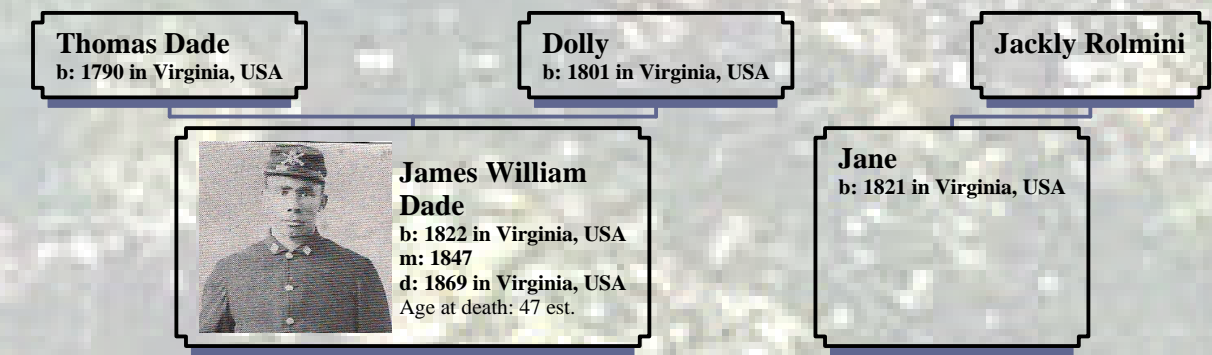 Thomas Dade
b: 1790 in Virginia, USA
Dolly
b: 1801 in Virginia, USA
Jackly Rolmini
James William
Dade
b: 1822 in Virginia, USA
m: 1847
d: 1869 in Virginia, USA
Age at death: 47 est.
Jane
b: 1821 in Virginia, USA